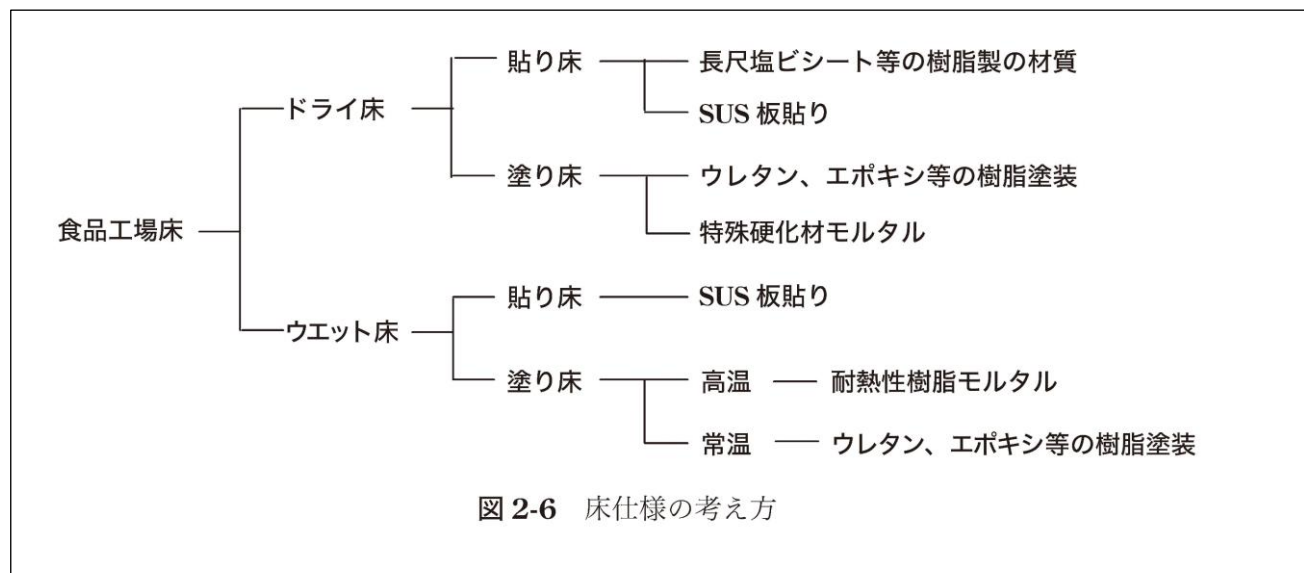 貼り床
長尺塩ビシート等の樹脂製の材質
ドライ床
SUS 板貼り
塗り床
ウレタン、エポキシ等の樹脂塗装
食品工場床
特殊硬化材モルタル
貼り床
SUS 板貼り
ウエット床
塗り床
高温
耐熱性樹脂モルタル
常温
ウレタン、エポキシ等の樹脂塗装
図 2-6 床仕様の考え方